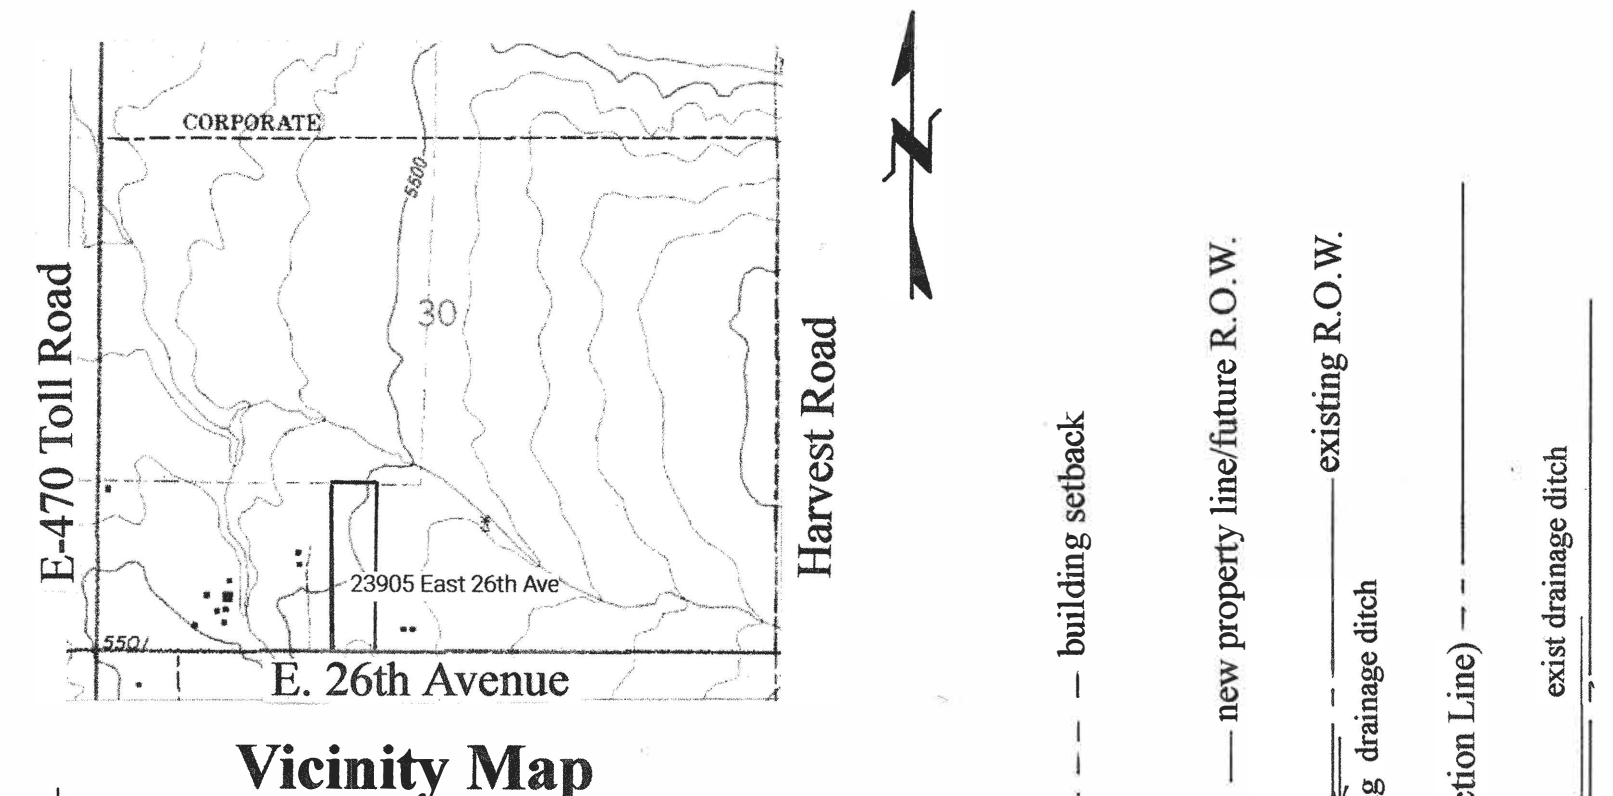 CORPORATE
5500
30
E-470 Toll Road
Harvest Road
23905 East 26th Ave
5501
E. 26th Avenue
Vicinity Map
N
building setback
new property line/future R.O.W.
existing R.O.W.
g drainage ditch
ction Line)
exist drainage ditch